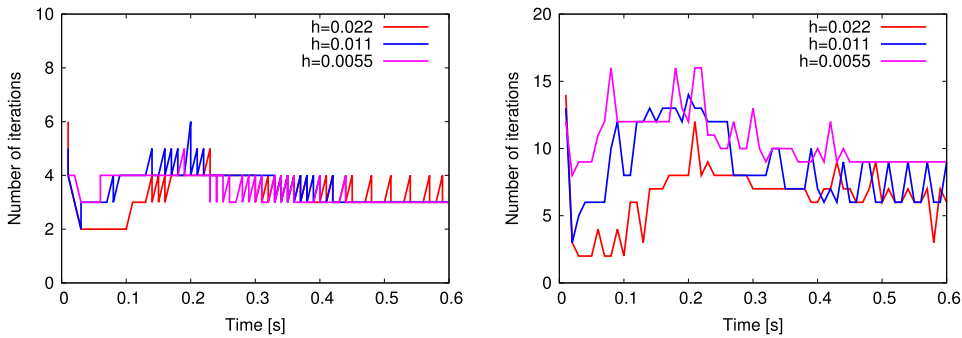 10
8
6
4
2
0
Number of iterations
h=0.022
h=0.011
h=0.0055
0 0.1 0.2 0.3 0.4 0.5 0.6
Time [s]
20
15
10
5
0
Number of iterations
h=0.022
h=0.011
h=0.0055
0 0.1 0.2 0.3 0.4 0.5 0.6
Time [s]